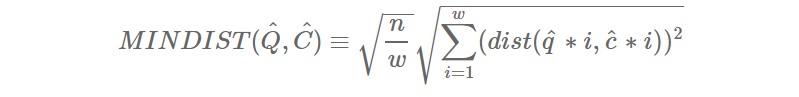 MINDIST(Q̂, Ĉ) ≡ √(n/w) √(∑_{i=1}^{w} (dist(q̂ * i, ĉ * i))²)